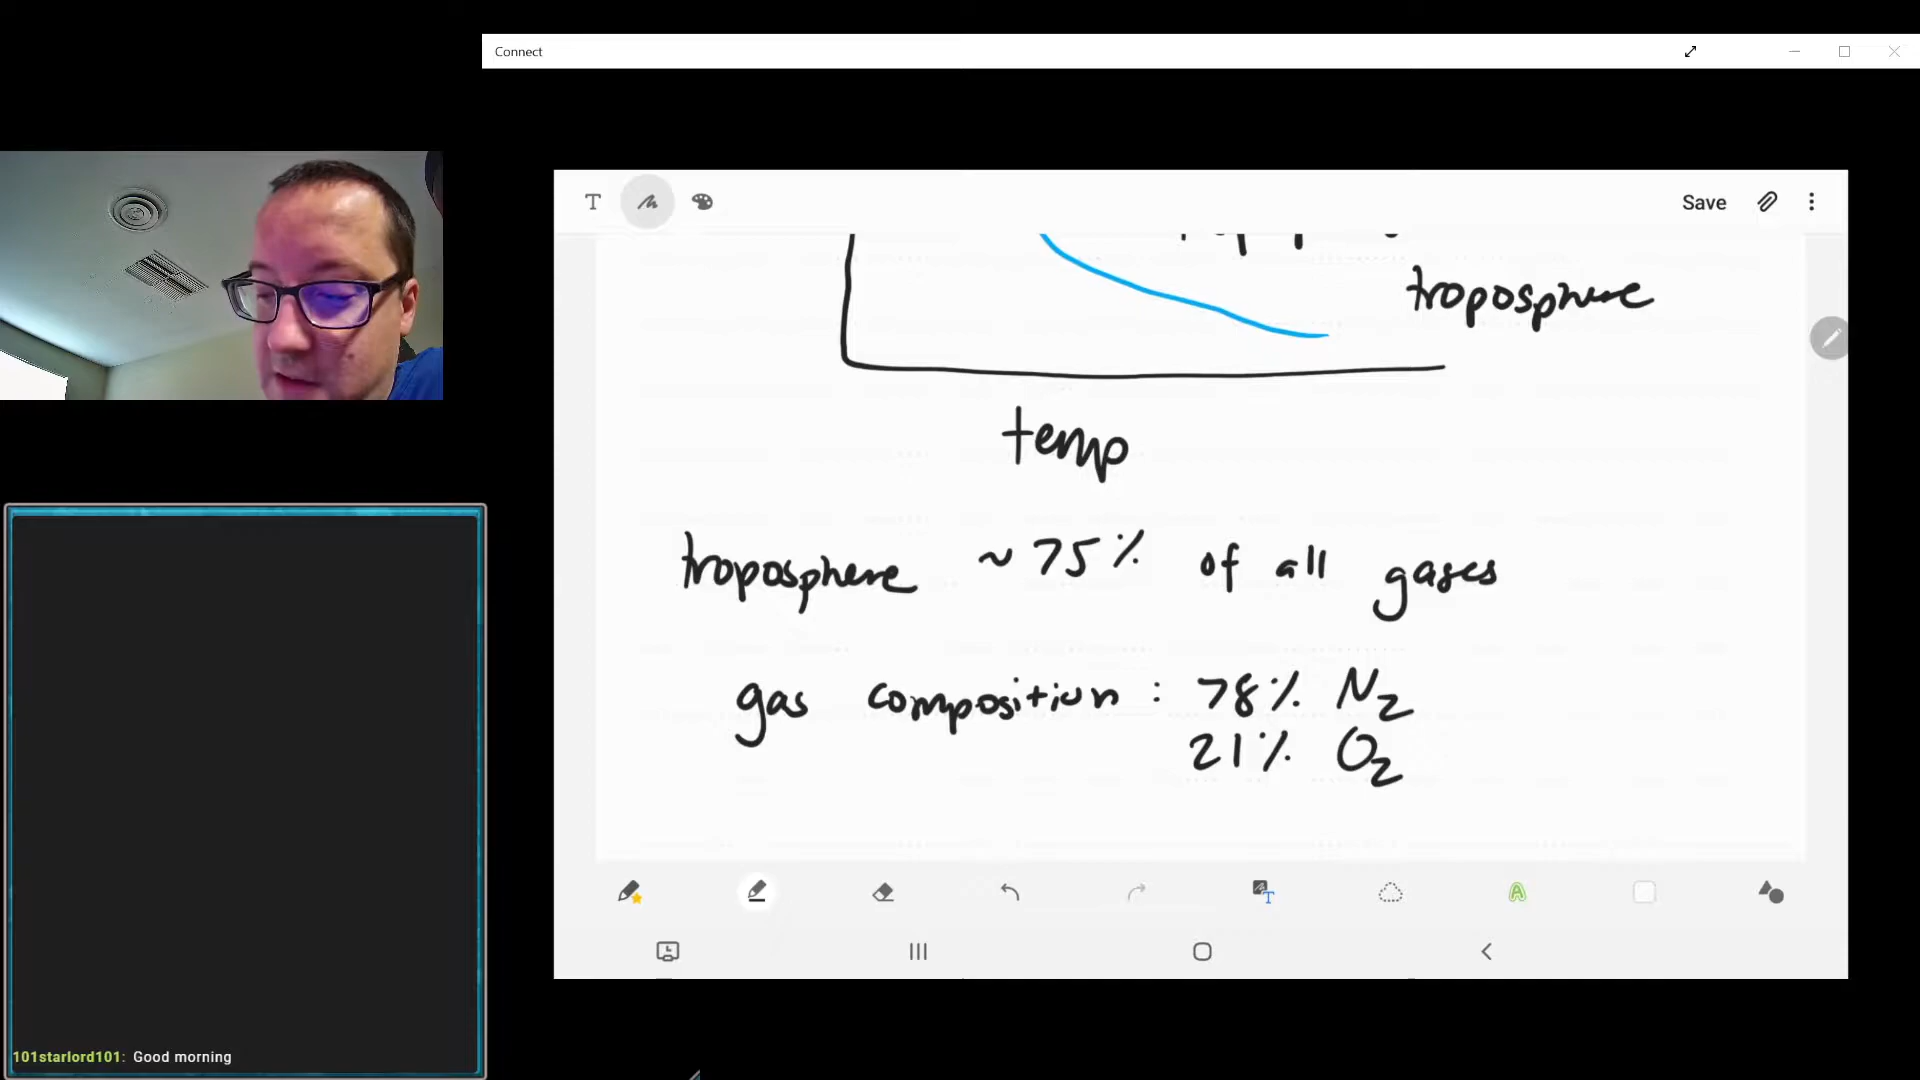 Connect
T
Save
troposphere
temp
troposphere ~ 75% of all gases
gas composition : 78% N₂
21% O₂
T
A
101starlord101: Good morning